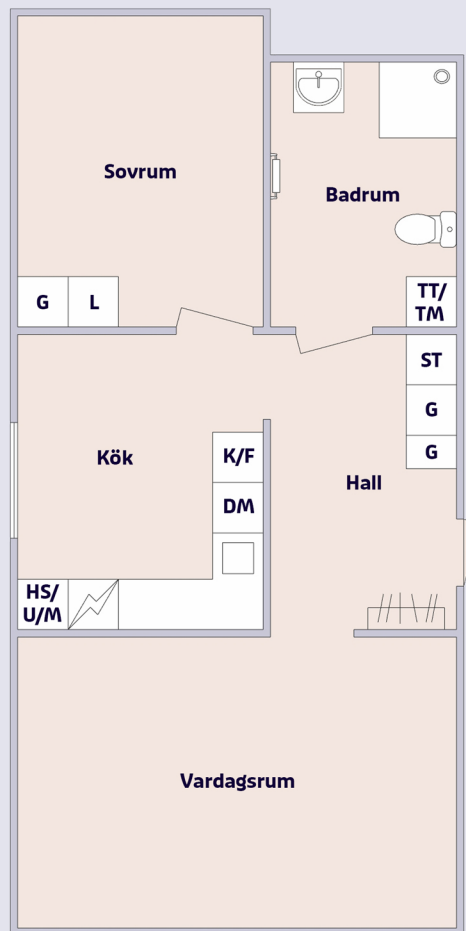 Sovrum
Badrum
G
L
TT/
TM
ST
G
G
K/F
Kök
Hall
DM
HS/
U/M
Vardagsrum